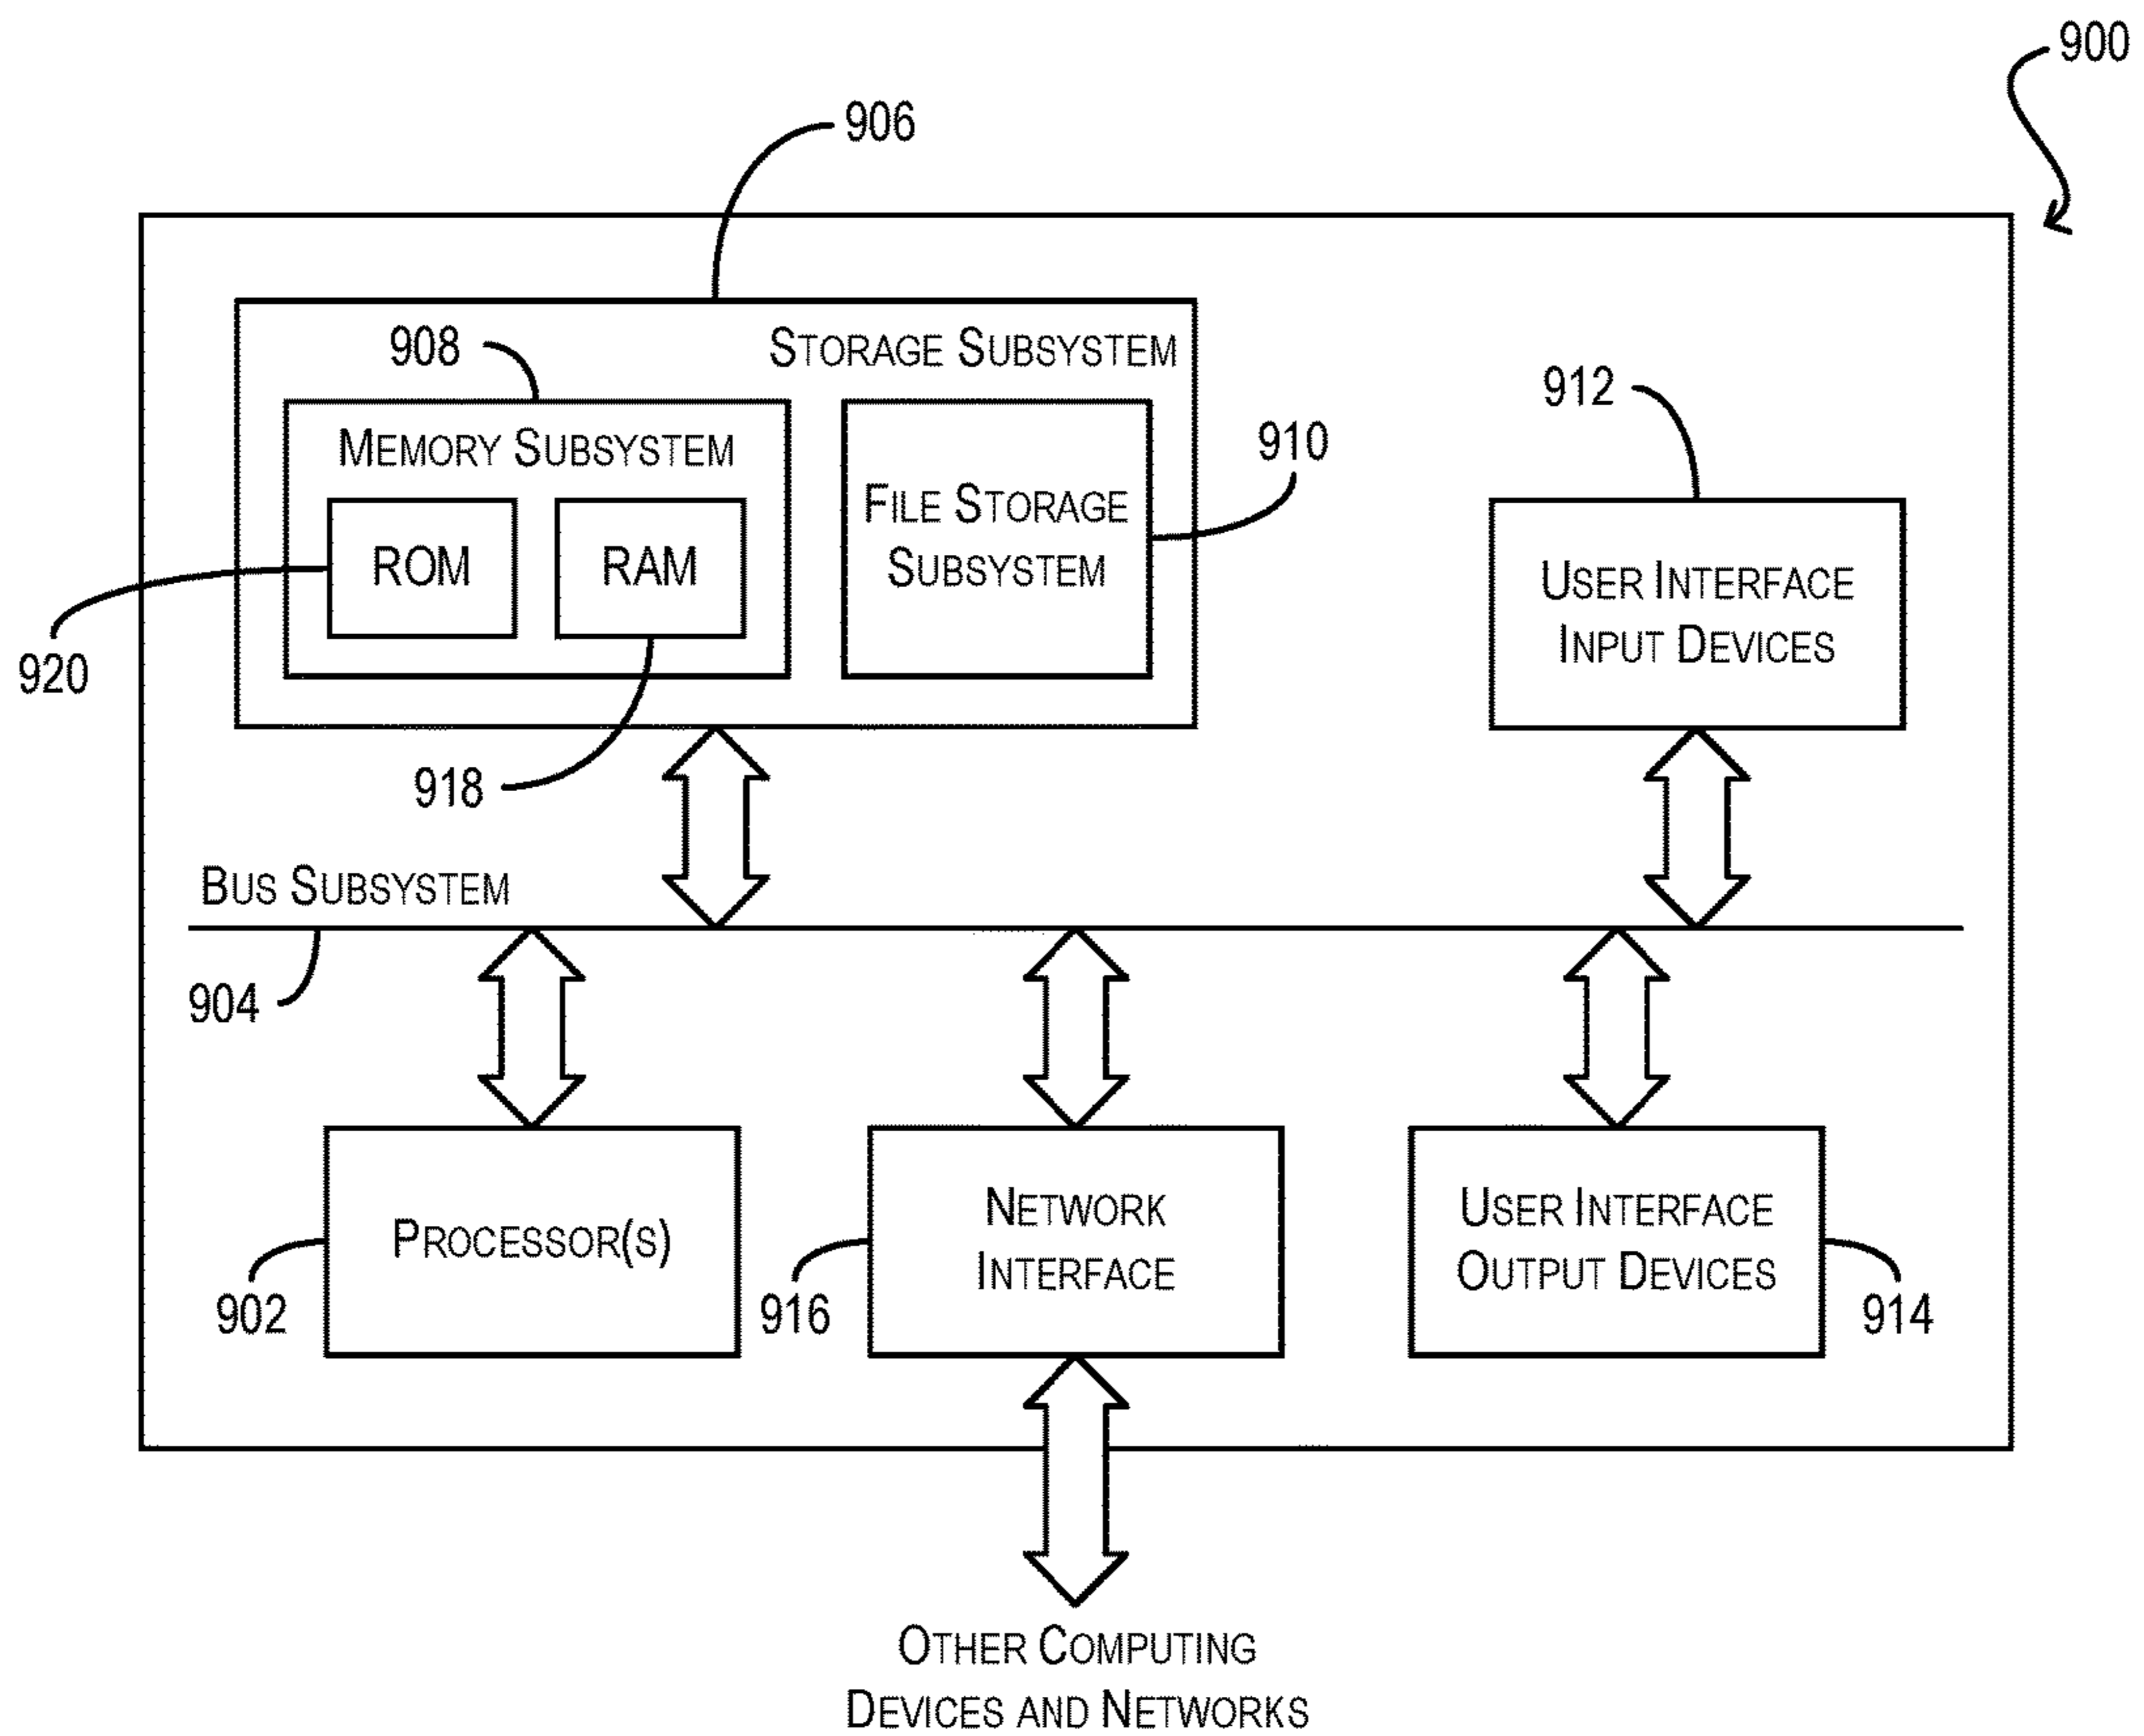 900
906
908
STORAGE SUBSYSTEM
912
MEMORY SUBSYSTEM
910
FILE STORAGE
SUBSYSTEM
ROM
RAM
USER INTERFACE
INPUT DEVICES
920
918
BUS SUBSYSTEM
904
PROCESSOR(S)
NETWORK
INTERFACE
USER INTERFACE
OUTPUT DEVICES
902
916
914
OTHER COMPUTING
DEVICES AND NETWORKS